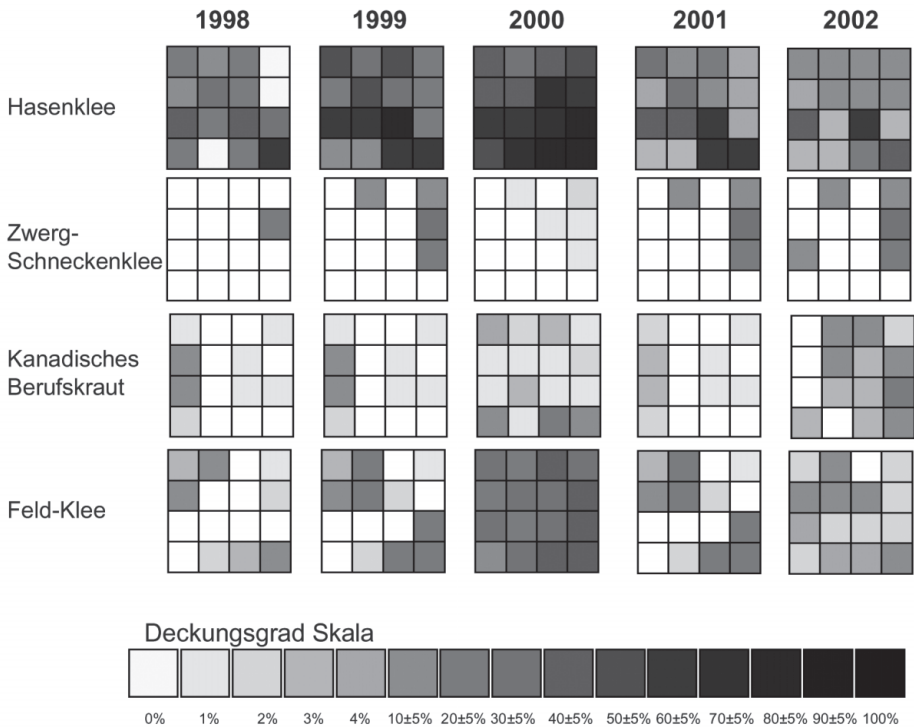 1998 1999 2000 2001 2002
Hasenklee
Zwerg-
Schneckenklee
Kanadisches
Berufskraut
Feld-Klee
Deckungsgrad Skala
0% 1% 2% 3% 4% 10±5% 20±5% 30±5% 40±5% 50±5% 60±5% 70±5% 80±5% 90±5% 100%